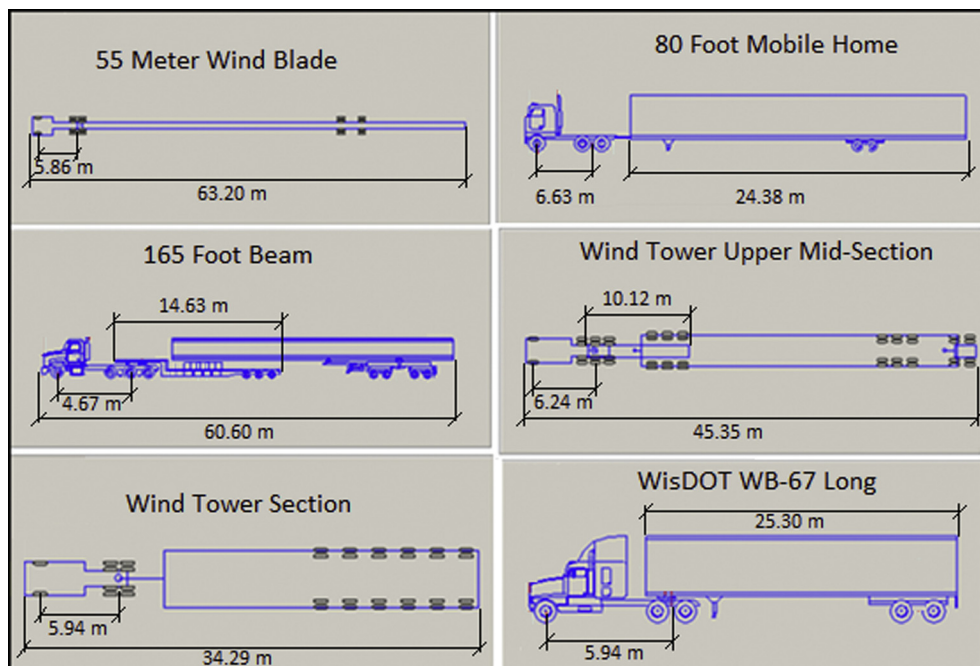 55 Meter Wind Blade
5.86 m
63.20 m
80 Foot Mobile Home
6.63 m
24.38 m
165 Foot Beam
14.63 m
4.67 m
60.60 m
Wind Tower Upper Mid-Section
10.12 m
6.24 m
45.35 m
Wind Tower Section
5.94 m
34.29 m
WisDOT WB-67 Long
25.30 m
5.94 m